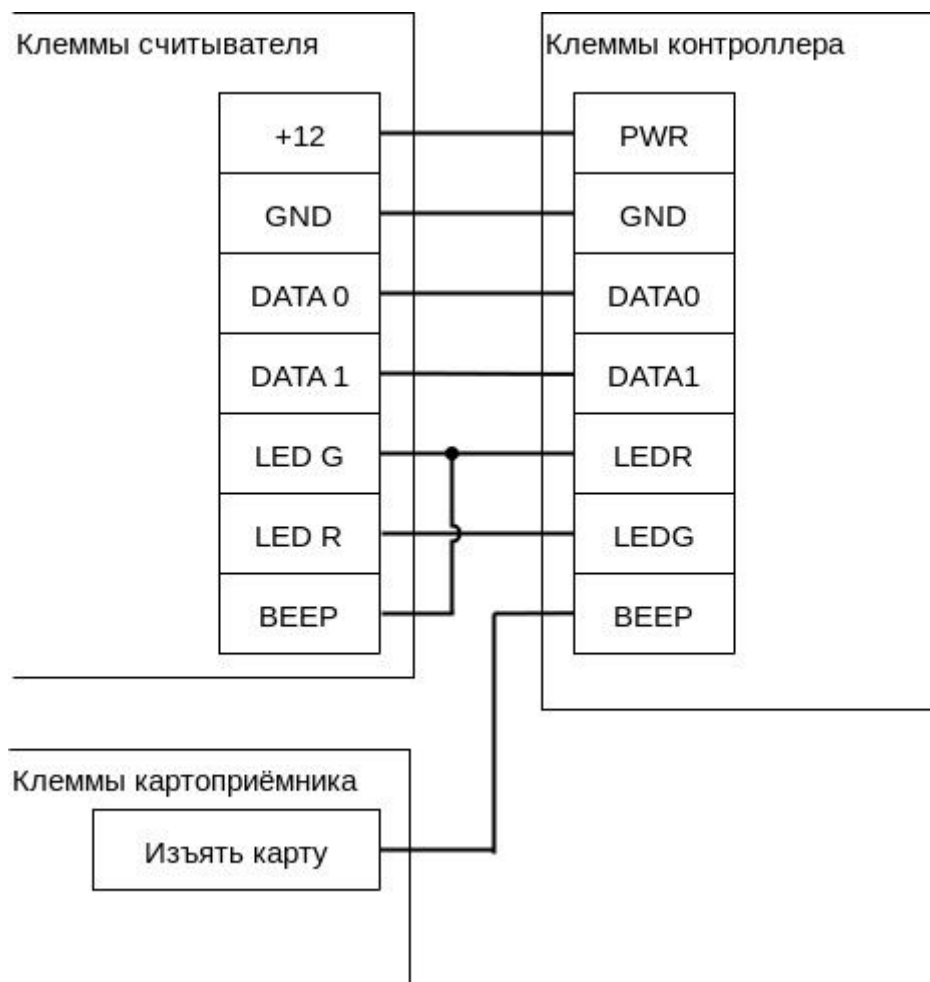 Клеммы считывателя
Клеммы контроллера
+12
PWR
GND
GND
DATA 0
DATA0
DATA 1
DATA1
LED G
LEDR
LED R
LEDG
BEEP
BEEP
Клеммы картоприёмника
Изъять карту